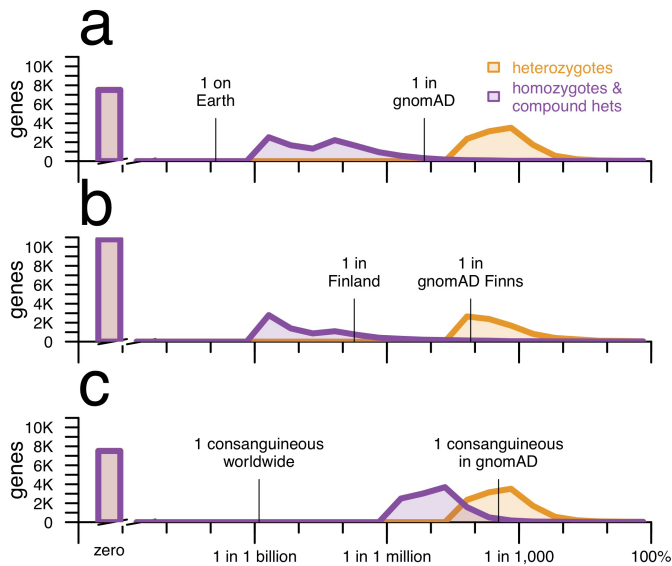 a
genes
10K
8K
6K
4K
2K
0
1 on
Earth
1 in
gnomAD
heterozygotes
homozygotes &
compound hets
b
genes
10K
8K
6K
4K
2K
0
1 in
Finland
1 in
gnomAD Finns
c
genes
10K
8K
6K
4K
2K
0
1 consanguineous
worldwide
1 consanguineous
in gnomAD
zero
1 in 1 billion
1 in 1 million
1 in 1,000
100%